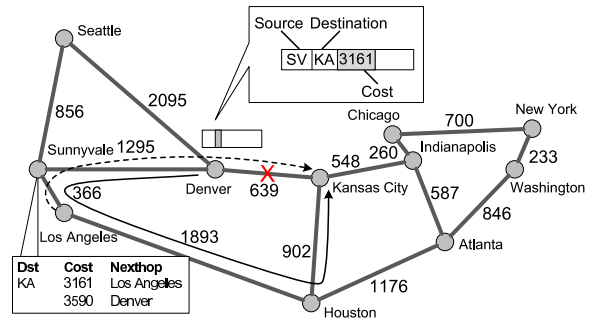 Seattle
Source Destination
SV KA 3161
Cost
856
2095
Chicago
700
New York
Sunnyvale 1295
Indianapolis
548
260
233
Denver
639
Kansas City
Washington
366
587
846
Los Angeles
1893
902
Atlanta
1176
Houston
Dst Cost Nexthop
KA 3161 Los Angeles
3590 Denver